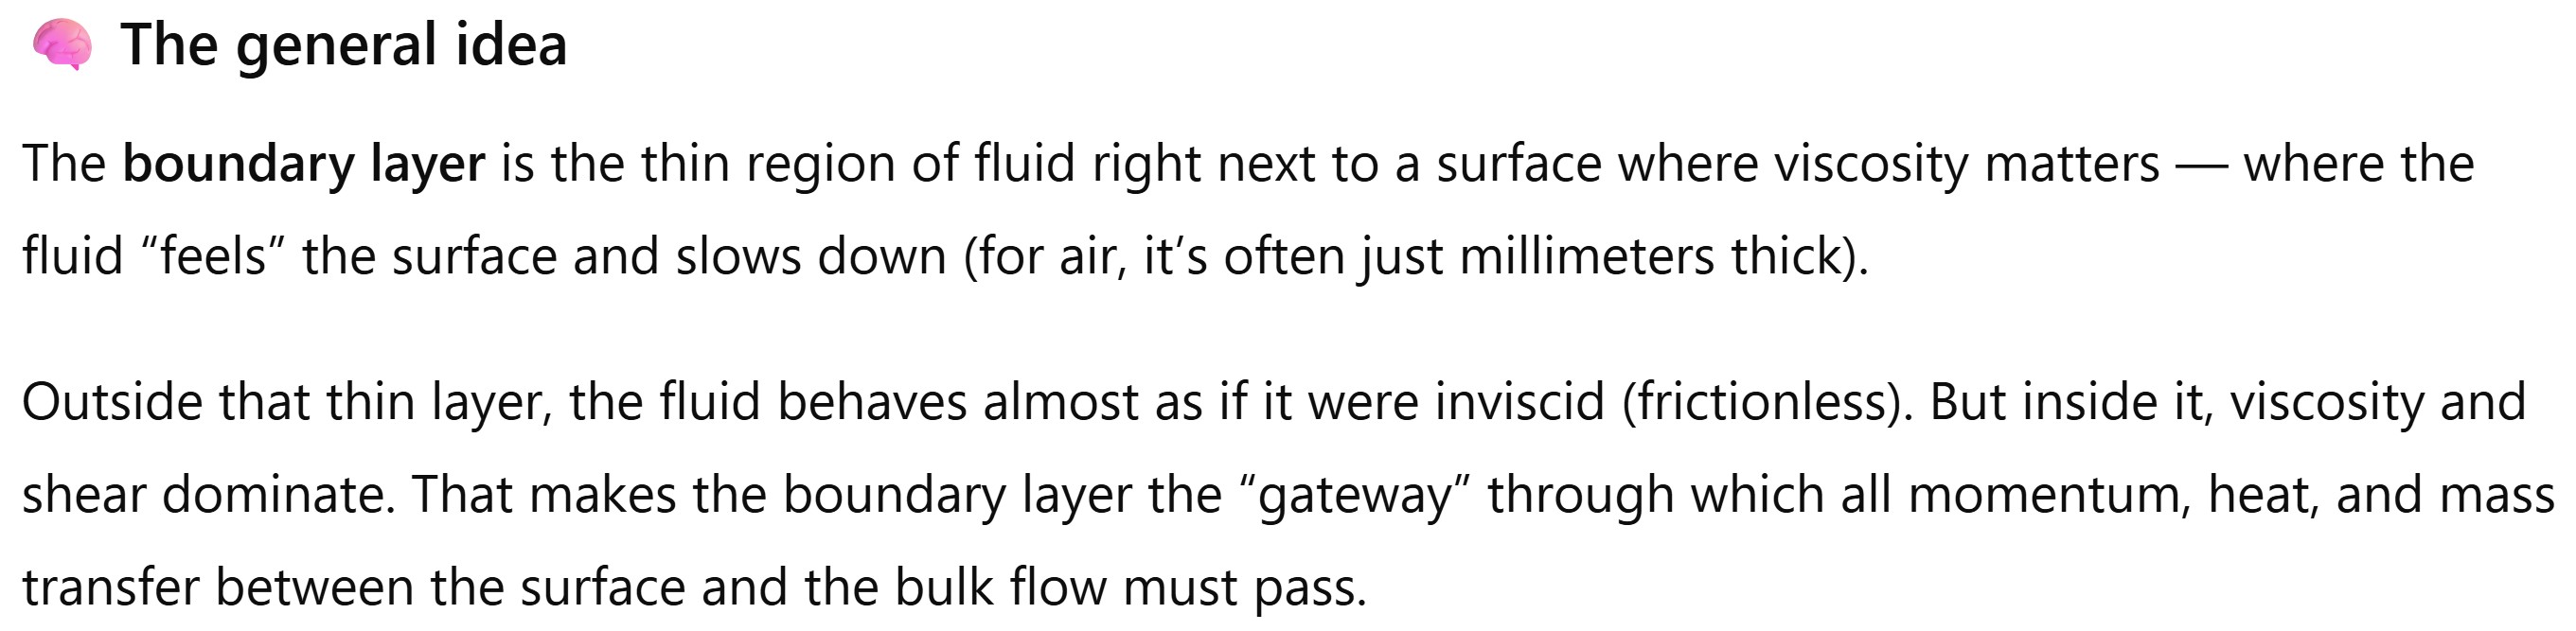 🧠 The general idea
The boundary layer is the thin region of fluid right next to a surface where viscosity matters — where the
fluid “feels” the surface and slows down (for air, it’s often just millimeters thick).
Outside that thin layer, the fluid behaves almost as if it were inviscid (frictionless). But inside it, viscosity and
shear dominate. That makes the boundary layer the “gateway” through which all momentum, heat, and mass
transfer between the surface and the bulk flow must pass.